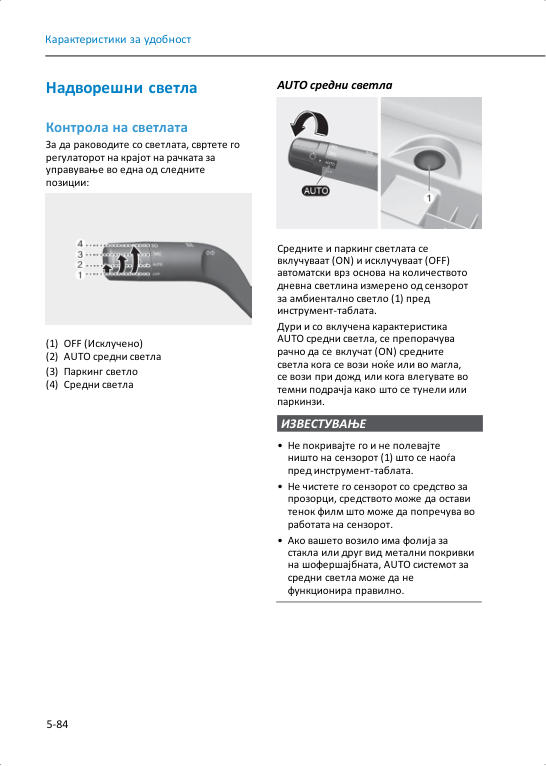 Карактеристики за удобност
Надворешни светла
Контрола на светлата
За да раководите со светлата, свртете го
регулаторот на крајот на рачката за
управување во една од следните
позиции:
4
3
2
1
(1) OFF (Исклучено)
(2) AUTO средни светла
(3) Паркинг светло
(4) Средни светла
AUTO средни светла
AUTO
1
Средните и паркинг светлата се
вклучуваат (ON) и исклучуваат (OFF)
автоматски врз основа на количеството
дневна светлина измерено од сензорот
за амбиентално светло (1) пред
инструмент-таблата.
Дури и со вклучена карактеристика
AUTO средни светла, се препорачува
рачно да се вклучат (ON) средните
светла кога се вози ноќе или во магла,
се вози при дожд или кога влегувате во
темни подрачја како што се тунели или
паркинзи.
ИЗВЕСТУВАЊЕ
• Не покривајте го и не полевајте
ништо на сензорот (1) што се наоѓа
пред инструмент-таблата.
• Не чистете го сензорот со средство за
прозорци, средството може да остави
тенок филм што може да попречува во
работата на сензорот.
• Ако вашето возило има фолија за
стакла или друг вид метални покривки
на шофершајбната, AUTO системот за
средни светла може да не
функционира правилно.
5-84